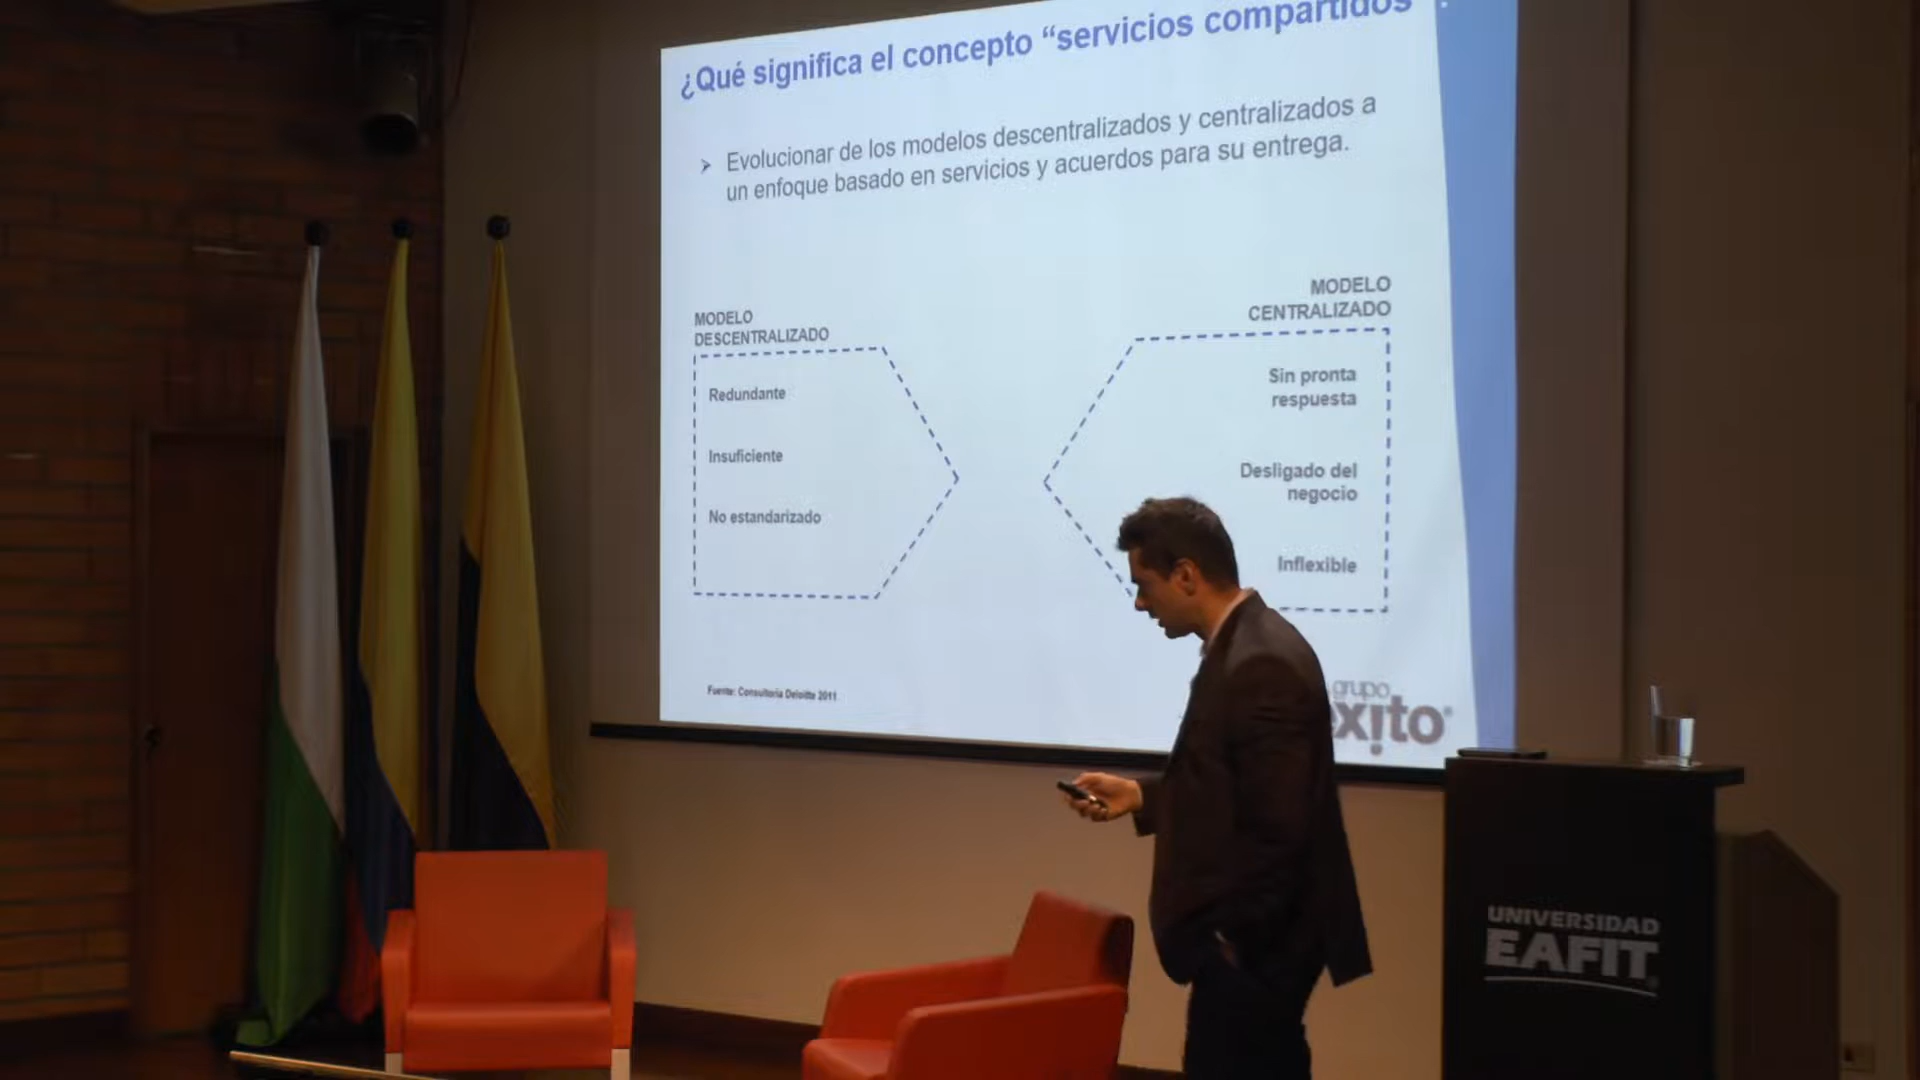 ¿Qué significa el concepto “servicios compartidos
➢ Evolucionar de los modelos descentralizados y centralizados a
un enfoque basado en servicios y acuerdos para su entrega.
MODELO
DESCENTRALIZADO
Redundante
Insuficiente
No estandarizado
MODELO
CENTRALIZADO
Sin pronta
respuesta
Desligado del
negocio
Inflexible
Fuente: Consultoria Deloitte 2011
grupo
éxito®
UNIVERSIDAD
EAFIT®